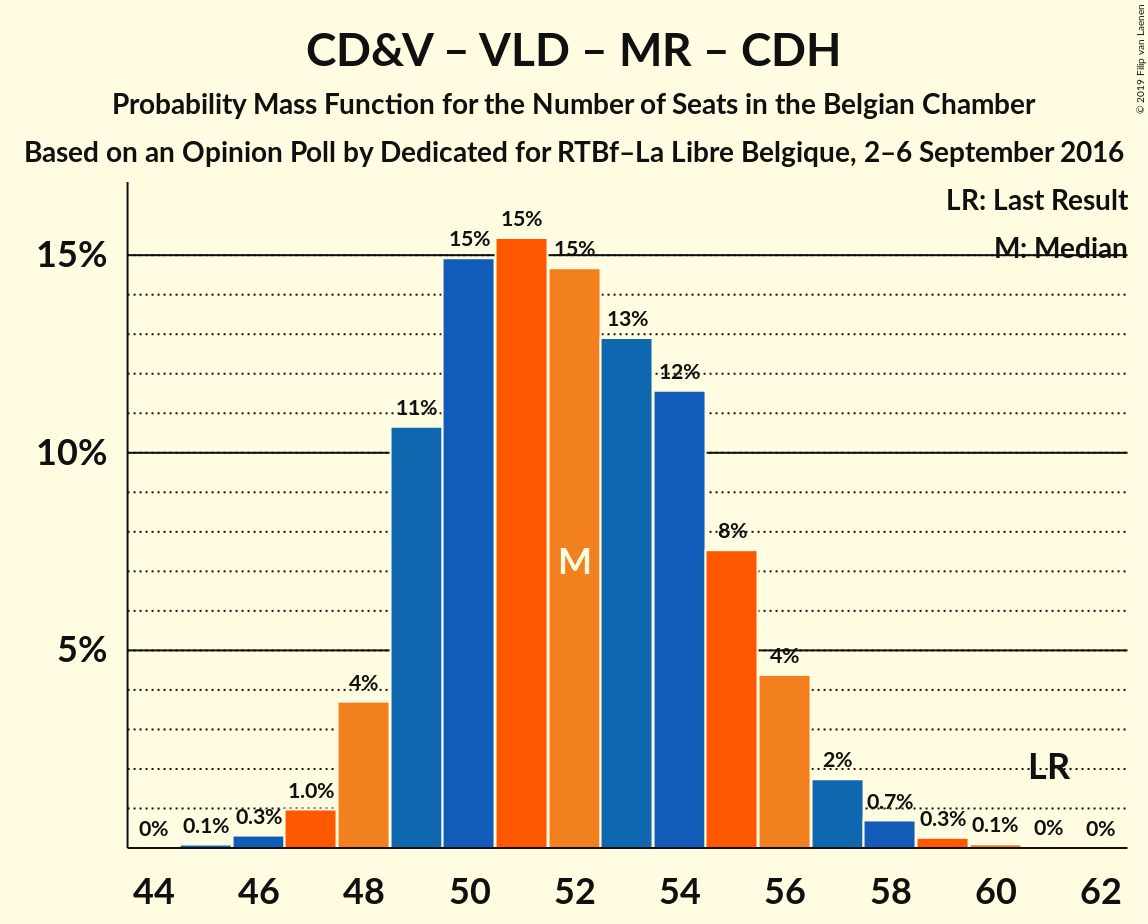 CD&V – VLD – MR – CDH
Probability Mass Function for the Number of Seats in the Belgian Chamber
Based on an Opinion Poll by Dedicated for RTBf–La Libre Belgique, 2–6 September 2016
© 2019 Filip van Laenen
LR: Last Result
M: Median
15%
10%
5%
0%
0.1%
0.3%
1.0%
4%
11%
15%
15%
15%
13%
12%
8%
4%
2%
0.7%
0.3%
0.1%
0%
0%
M
LR
44 46 48 50 52 54 56 58 60 62